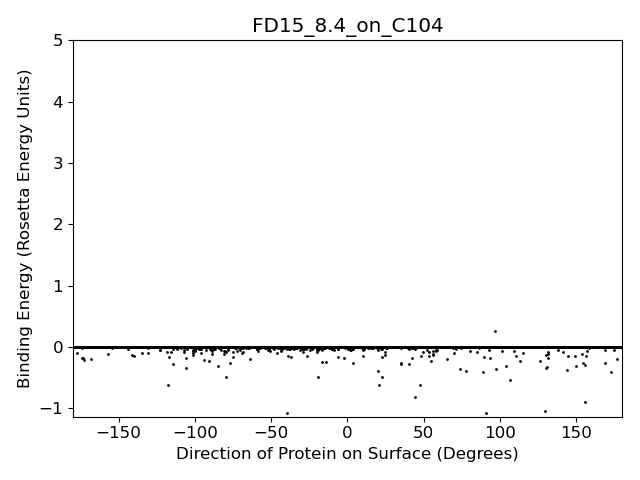 FD15_8.4_on_C104
Binding Energy (Rosetta Energy Units)
5
4
3
2
1
0
−1
−150 −100 −50 0 50 100 150
Direction of Protein on Surface (Degrees)